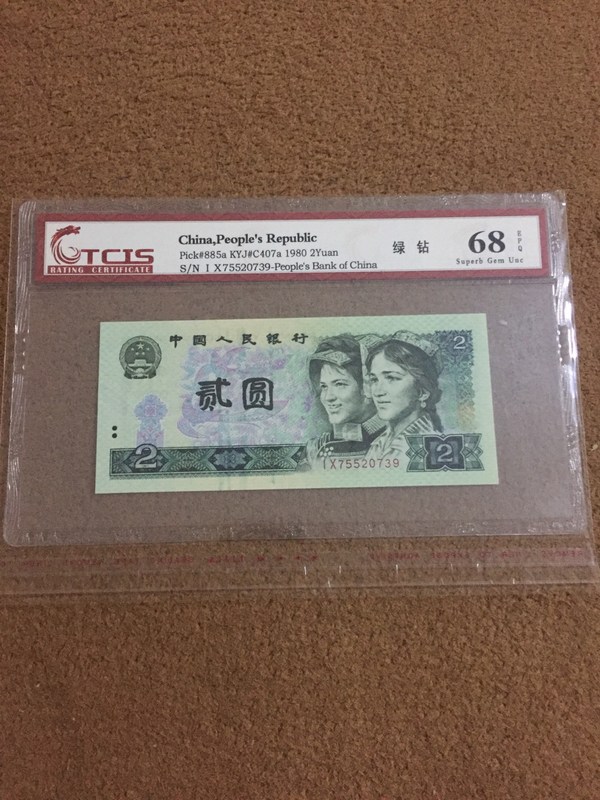 TCIS
RATING CERTIFICATE
China,People's Republic
Pick#885a KYJ#C407a 1980 2Yuan
S/N I X75520739-People's Bank of China
绿 钻
68
EPQ
Superb Gem Unc
中国人民银行
贰圆
2
2
2
IX75520739